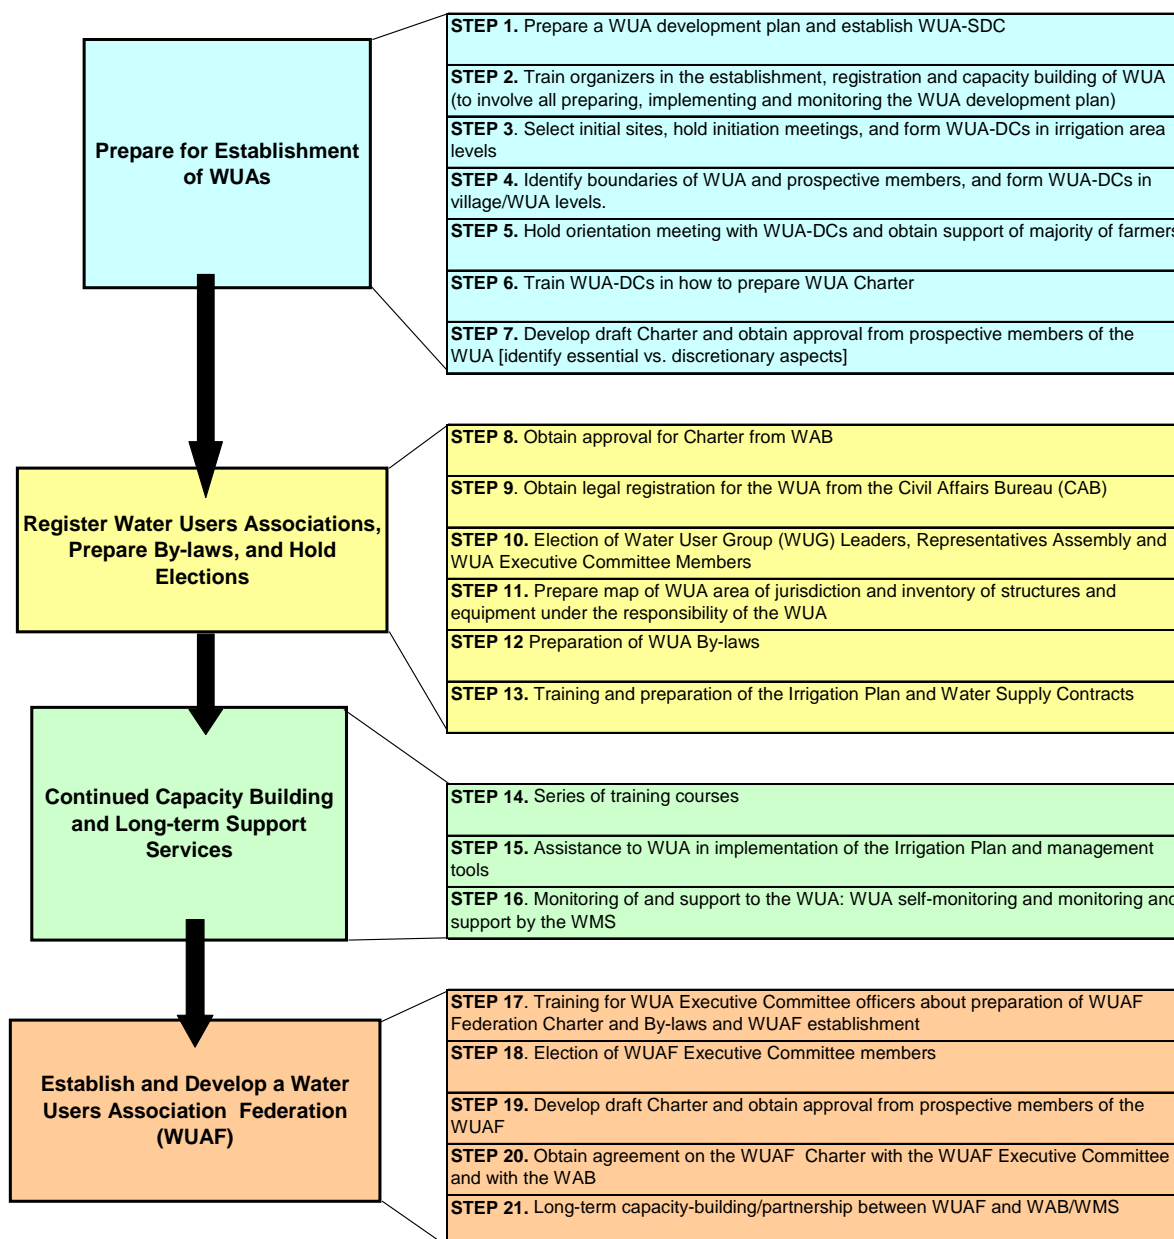 STEP 1. Prepare a WUA development plan and establish WUA-SDC
STEP 2. Train organizers in the establishment, registration and capacity building of WUA
(to involve all preparing, implementing and monitoring the WUA development plan)
STEP 3. Select initial sites, hold initiation meetings, and form WUA-DCs in irrigation area
levels
STEP 4. Identify boundaries of WUA and prospective members, and form WUA-DCs in
village/WUA levels.
STEP 5. Hold orientation meeting with WUA-DCs and obtain support of majority of farmers
STEP 6. Train WUA-DCs in how to prepare WUA Charter
STEP 7. Develop draft Charter and obtain approval from prospective members of the
WUA [identify essential vs. discretionary aspects]
Prepare for Establishment
of WUAs
STEP 8. Obtain approval for Charter from WAB
STEP 9. Obtain legal registration for the WUA from the Civil Affairs Bureau (CAB)
STEP 10. Election of Water User Group (WUG) Leaders, Representatives Assembly and
WUA Executive Committee Members
STEP 11. Prepare map of WUA area of jurisdiction and inventory of structures and
equipment under the responsibility of the WUA
STEP 12 Preparation of WUA By-laws
STEP 13. Training and preparation of the Irrigation Plan and Water Supply Contracts
Register Water Users Associations,
Prepare By-laws, and Hold
Elections
STEP 14. Series of training courses
STEP 15. Assistance to WUA in implementation of the Irrigation Plan and management
tools
STEP 16. Monitoring of and support to the WUA: WUA self-monitoring and monitoring and
support by the WMS
Continued Capacity Building
and Long-term Support
Services
STEP 17. Training for WUA Executive Committee officers about preparation of WUAF
Federation Charter and By-laws and WUAF establishment
STEP 18. Election of WUAF Executive Committee members
STEP 19. Develop draft Charter and obtain approval from prospective members of the
WUAF
STEP 20. Obtain agreement on the WUAF Charter with the WUAF Executive Committee
and with the WAB
STEP 21. Long-term capacity-building/partnership between WUAF and WAB/WMS
Establish and Develop a Water
Users Association Federation
(WUAF)